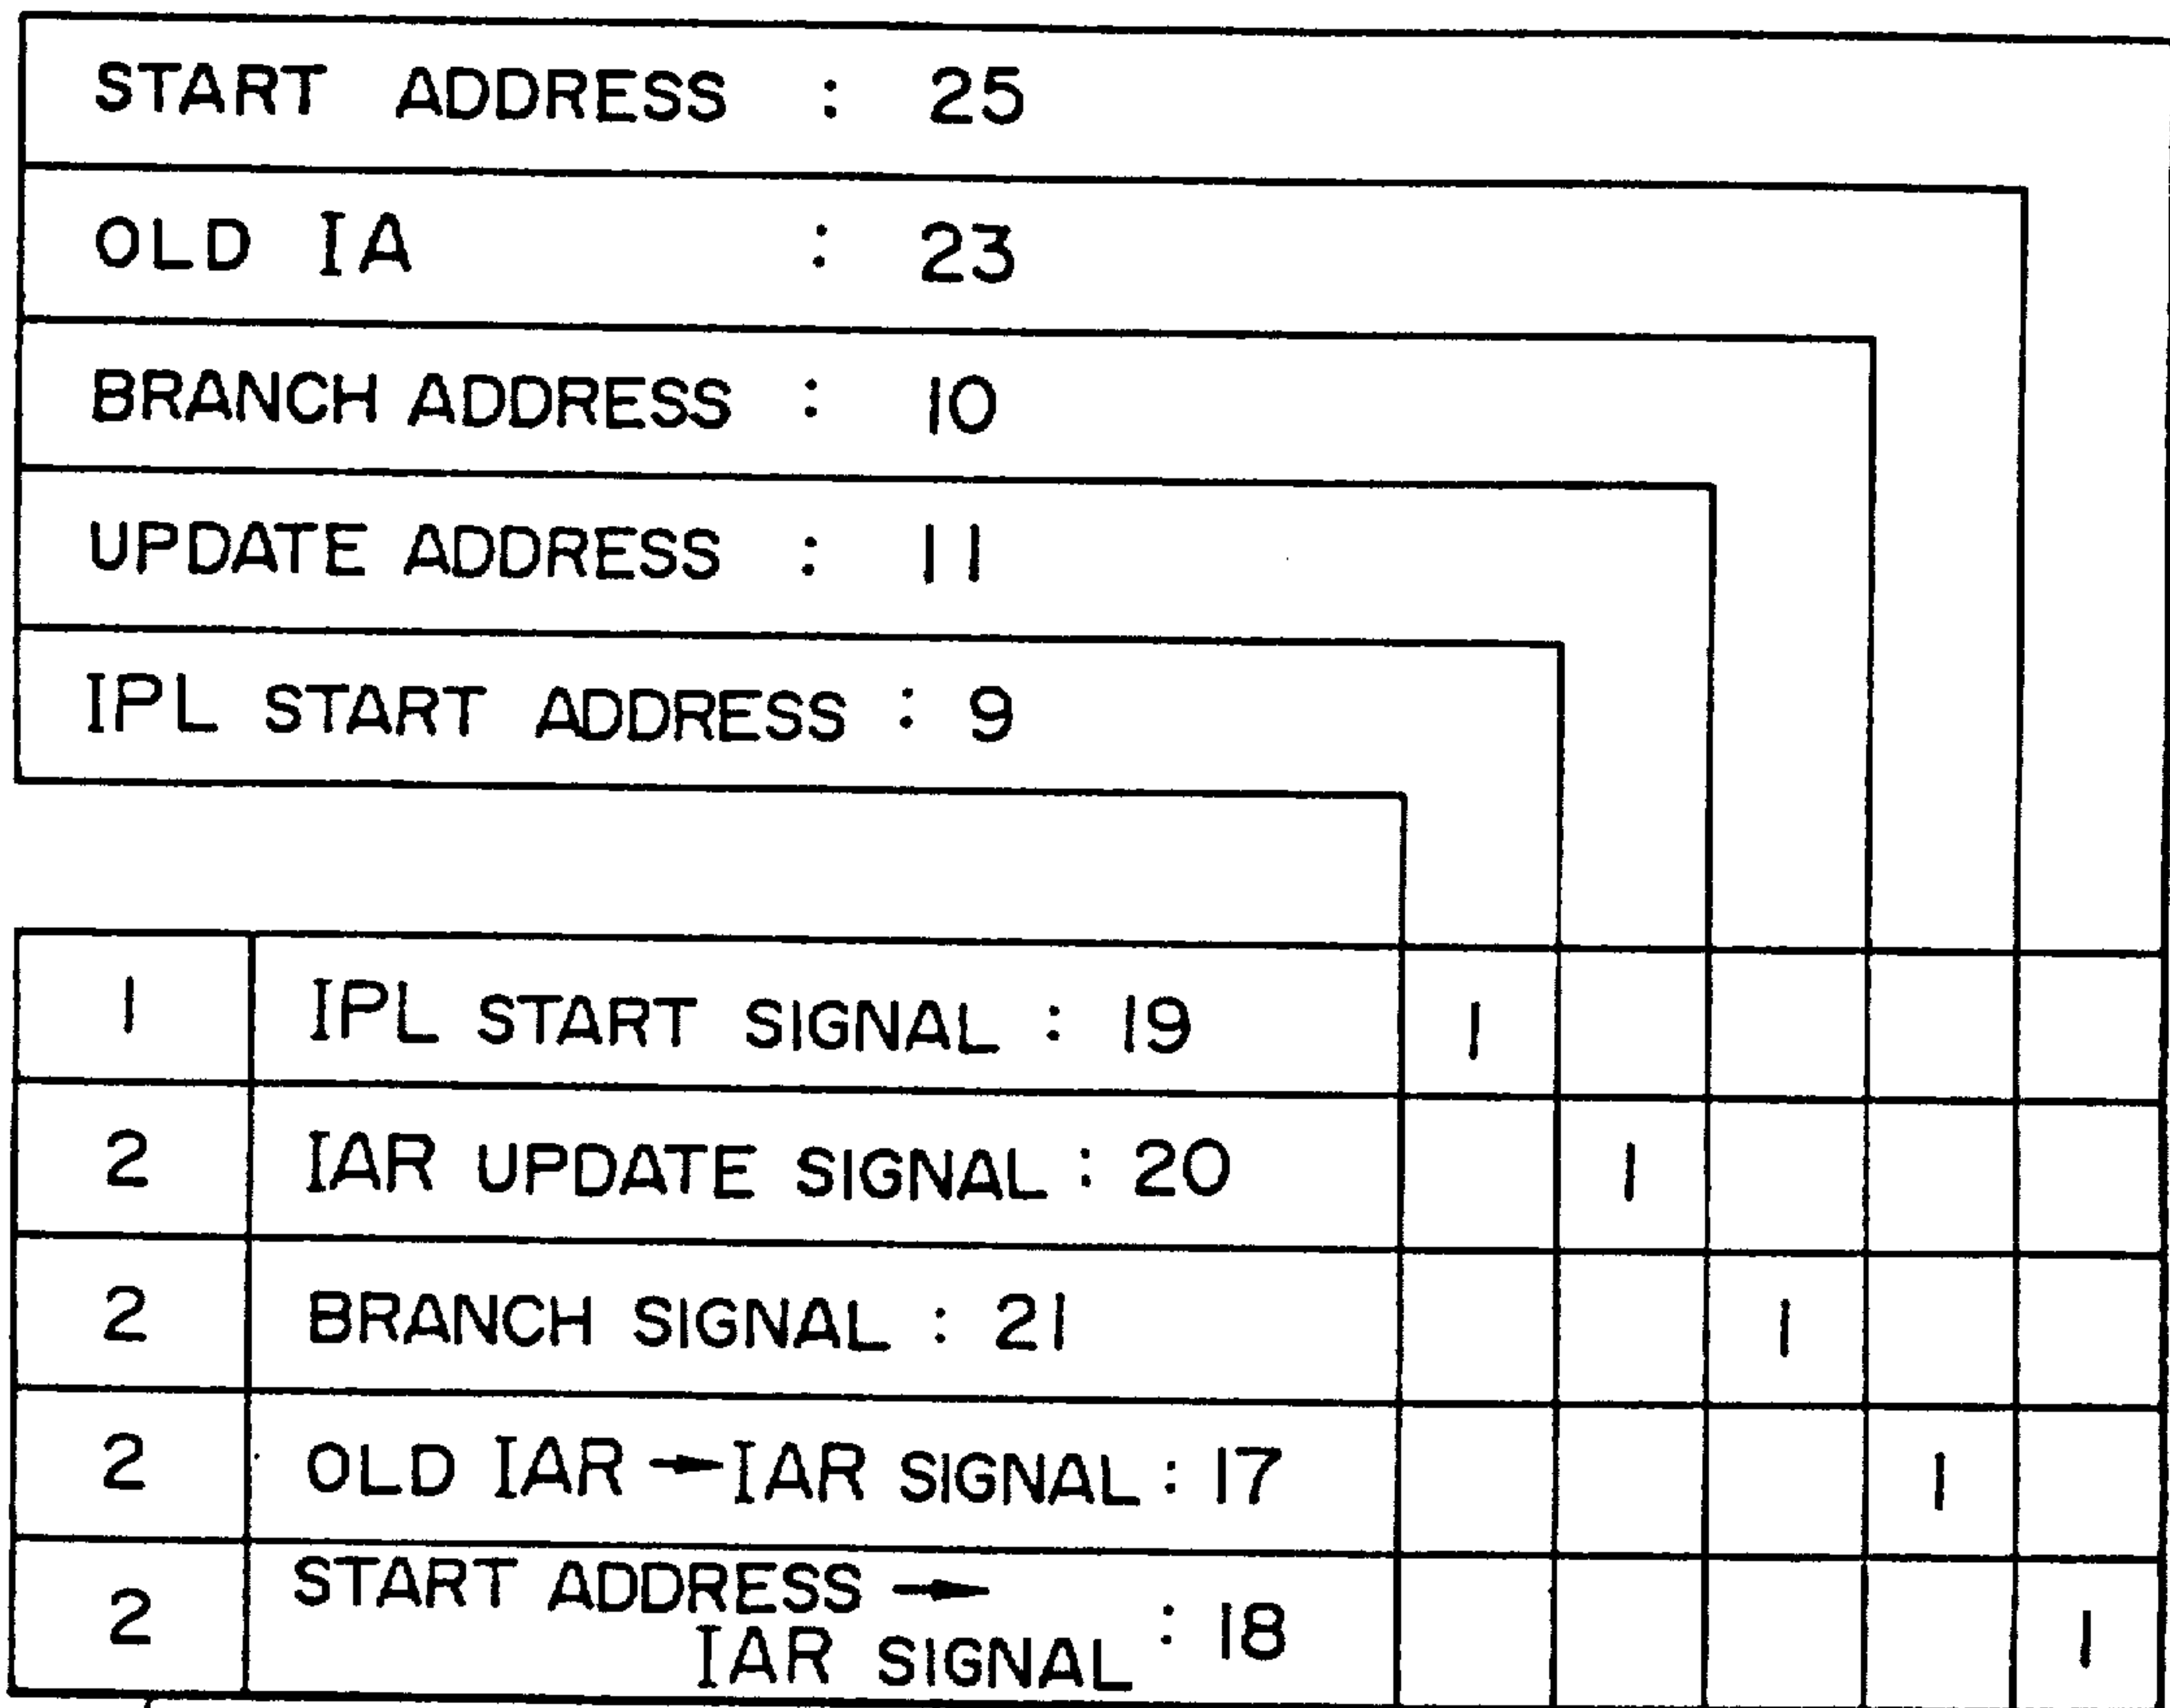 START ADDRESS : 25
OLD IA : 23
BRANCH ADDRESS : 10
UPDATE ADDRESS : 11
IPL START ADDRESS : 9
1 IPL START SIGNAL : 19 1
2 IAR UPDATE SIGNAL : 20 1
2 BRANCH SIGNAL : 21 1
2 OLD IAR → IAR SIGNAL : 17 1
2 START ADDRESS →
IAR SIGNAL : 18 1